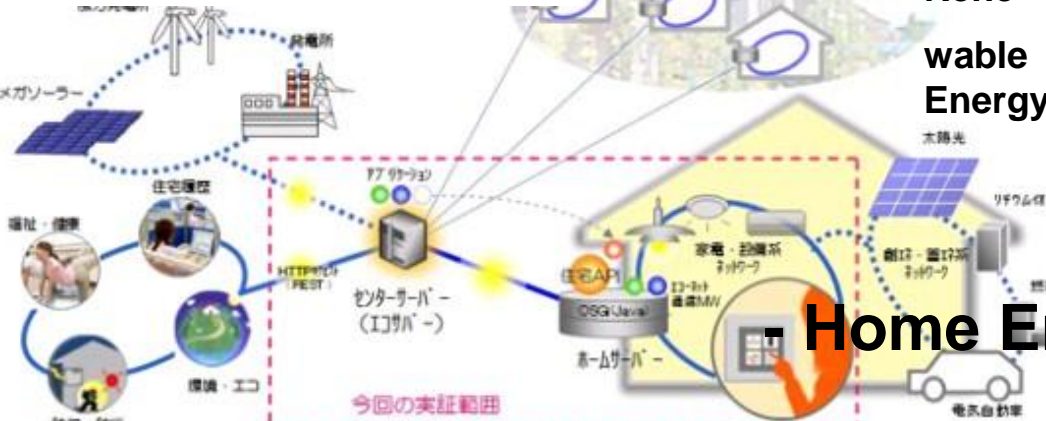 発電所
wable
Energy
メガソーラー
太陽光
アプリケーション
住宅履歴
福祉・健康
家電・設備系
ネットワーク
創エネ・蓄エネ系
ネットワーク
HTTPｻｰﾊﾞｰ
(REST)
住宅API
エコーネット
通信MW
センターサーバー
(エコサーバー)
OSGi(Java)
ホームサーバー
- Home En
環境・エコ
今回の実証範囲
電気自動車